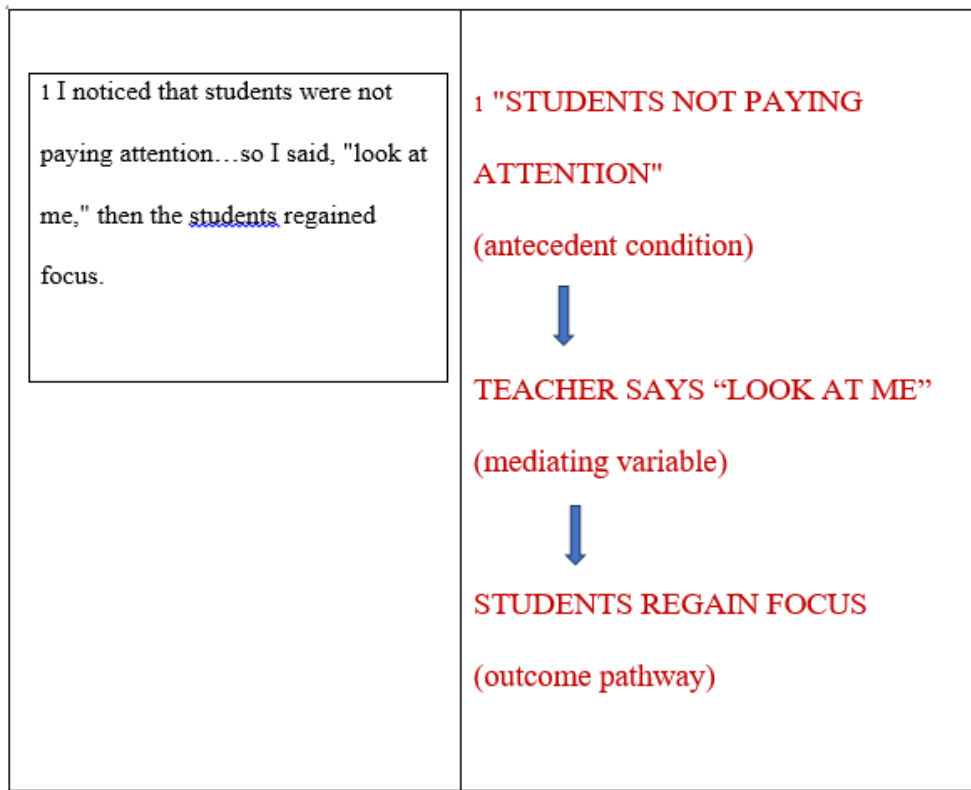 1 I noticed that students were not
paying attention…so I said, "look at
me," then the students regained
focus.
1 "STUDENTS NOT PAYING
ATTENTION"
(antecedent condition)
TEACHER SAYS “LOOK AT ME”
(mediating variable)
STUDENTS REGAIN FOCUS
(outcome pathway)